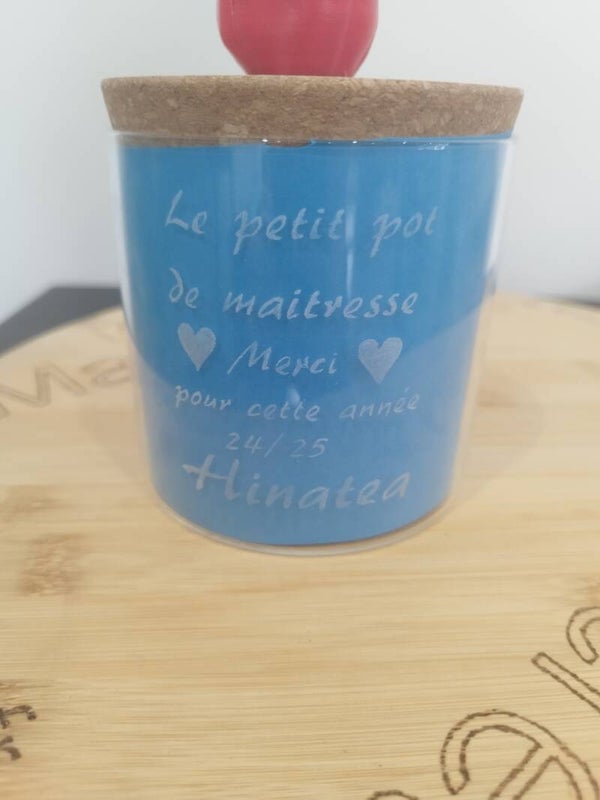 Le petit pot
de maitresse
Merci
pour cette année
24/25
Hinatea